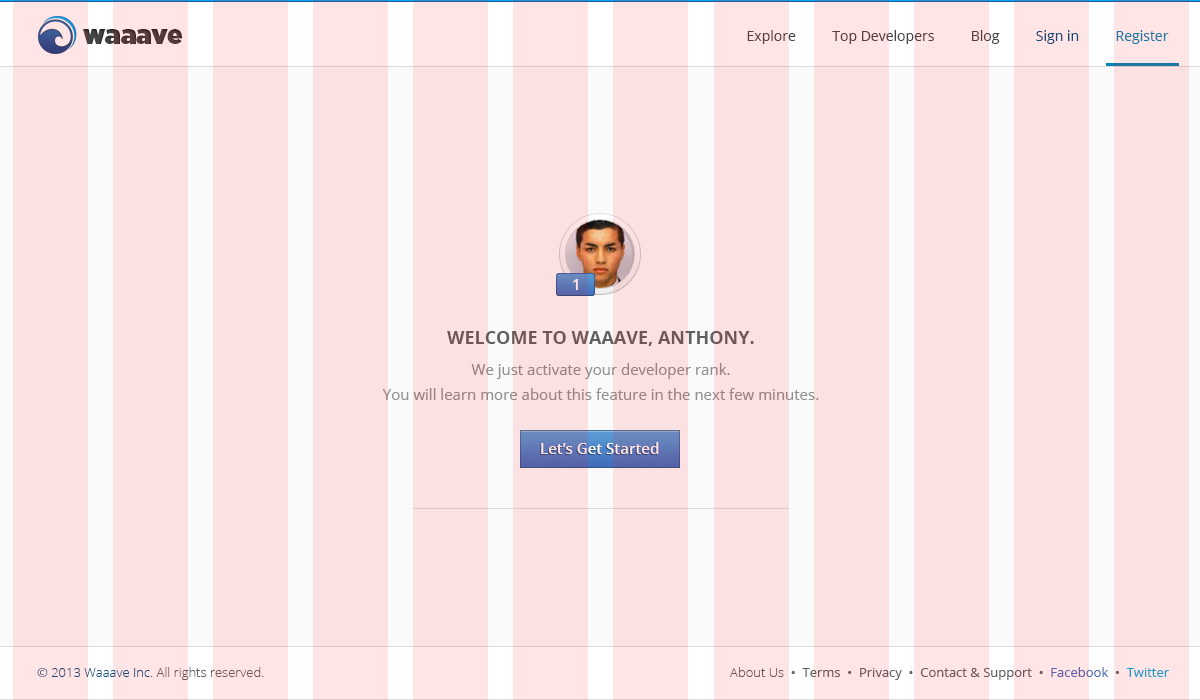 waaave
Explore Top Developers Blog Sign in Register
1
WELCOME TO WAAAVE, ANTHONY.
We just activate your developer rank.
You will learn more about this feature in the next few minutes.
Let's Get Started
© 2013 Waaave Inc. All rights reserved.
About Us • Terms • Privacy • Contact & Support • Facebook • Twitter